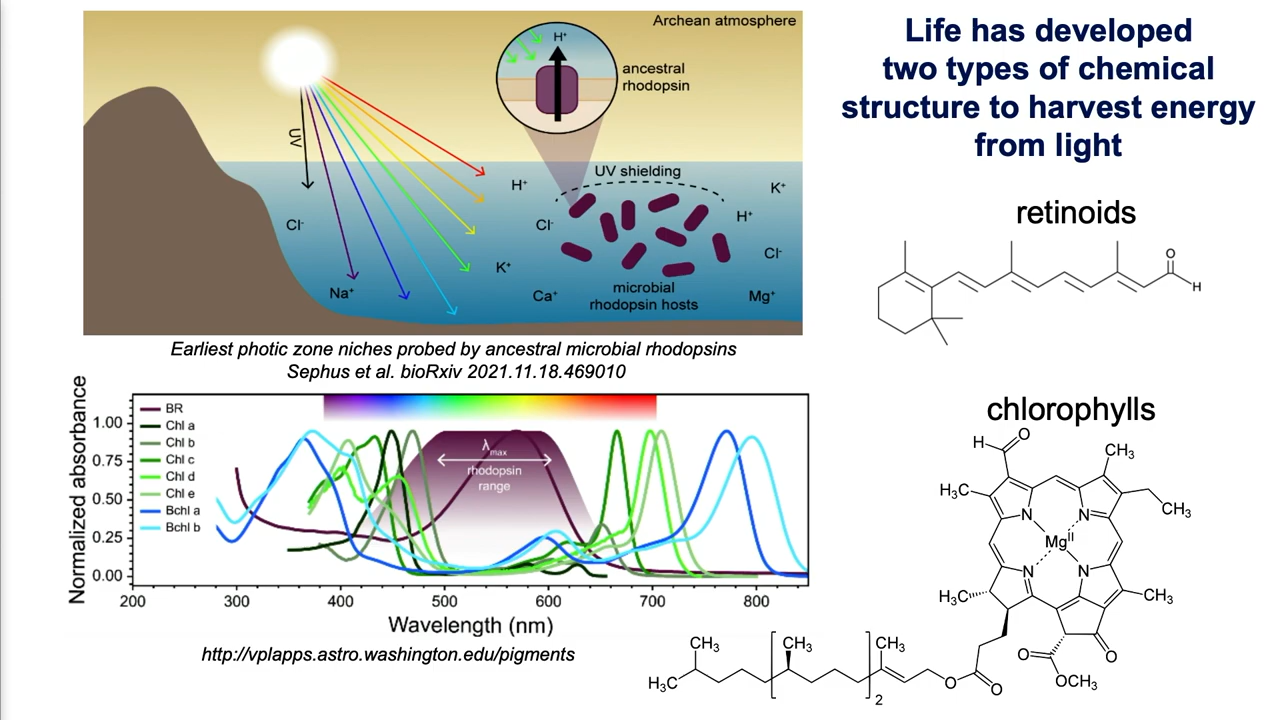 Archean atmosphere
H⁺
ancestral
rhodopsin
UV
UV shielding
H⁺
K⁺
Cl⁻
Cl⁻
H⁺
Cl⁻
K⁺
Na⁺
Ca⁺
microbial
rhodopsin hosts
Mg⁺
Earliest photic zone niches probed by ancestral microbial rhodopsins
Sephus et al. bioRxiv 2021.11.18.469010
Normalized absorbance
1.00
0.75
0.50
0.25
0.00
BR
Chl a
Chl b
Chl c
Chl d
Chl e
Bchl a
Bchl b
λmax
rhodopsin
range
200 300 400 500 600 700 800
Wavelength (nm)
http://vplapps.astro.washington.edu/pigments
Life has developed
two types of chemical
structure to harvest energy
from light
retinoids
O
H
chlorophylls
H O
CH₃
H₃C
CH₃
N N
Mg^II
N N
H₃C
CH₃
O
O
OCH₃
CH₃ CH₃ CH₃
H₃C
2
O
O